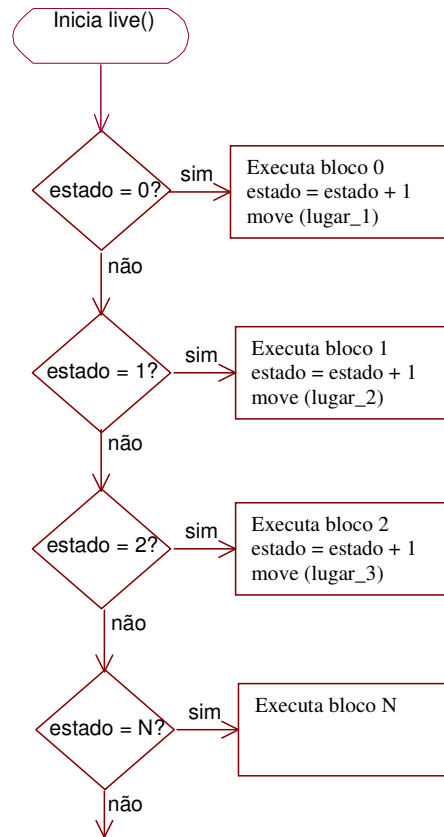 Inicia live()
estado = 0?
sim
Executa bloco 0
estado = estado + 1
move (lugar_1)
não
estado = 1?
sim
Executa bloco 1
estado = estado + 1
move (lugar_2)
não
estado = 2?
sim
Executa bloco 2
estado = estado + 1
move (lugar_3)
não
estado = N?
sim
Executa bloco N
não